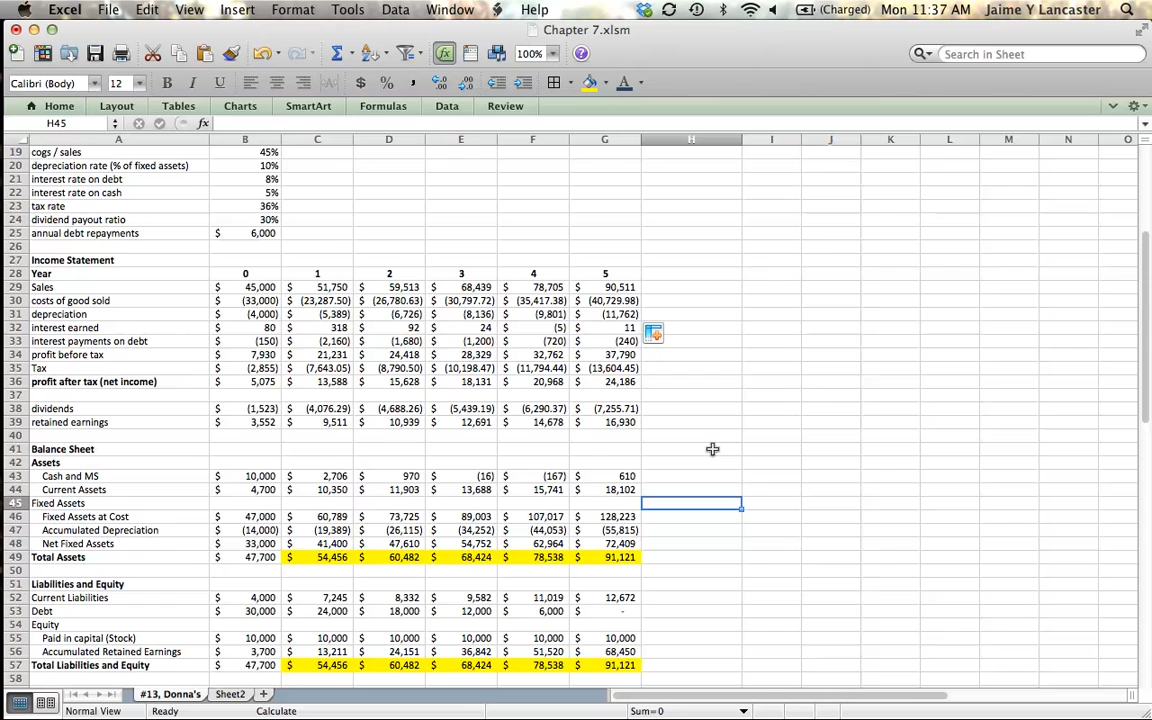 Excel File Edit View Insert Format Tools Data Window Help (Charged) Mon 11:37 AM Jaime Y Lancaster
Chapter 7.xlsm
100% Search in Sheet
Calibri (Body) 12 B I U $ %
Home Layout Tables Charts SmartArt Formulas Data Review
H45 fx
A B C D E F G H I J K L M N O
19 cogs / sales 45%
20 depreciation rate (% of fixed assets) 10%
21 interest rate on debt 8%
22 interest rate on cash 5%
23 tax rate 36%
24 dividend payout ratio 30%
25 annual debt repayments $ 6,000
26
27 Income Statement
28 Year 0 1 2 3 4 5
29 Sales $ 45,000 $ 51,750 $ 59,513 $ 68,439 $ 78,705 $ 90,511
30 costs of good sold $ (33,000) $ (23,287.50) $ (26,780.63) $ (30,797.72) $ (35,417.38) $ (40,729.98)
31 depreciation $ (4,000) $ (5,389) $ (6,726) $ (8,136) $ (9,801) $ (11,762)
32 interest earned $ 80 $ 318 $ 92 $ 24 $ (5) $ 11
33 interest payments on debt $ (150) $ (2,160) $ (1,680) $ (1,200) $ (720) $ (240)
34 profit before tax $ 7,930 $ 21,231 $ 24,418 $ 28,329 $ 32,762 $ 37,790
35 Tax $ (2,855) $ (7,643.05) $ (8,790.50) $ (10,198.47) $ (11,794.44) $ (13,604.45)
36 profit after tax (net income) $ 5,075 $ 13,588 $ 15,628 $ 18,131 $ 20,968 $ 24,186
37
38 dividends $ (1,523) $ (4,076.29) $ (4,688.26) $ (5,439.19) $ (6,290.37) $ (7,255.71)
39 retained earnings $ 3,552 $ 9,511 $ 10,939 $ 12,691 $ 14,678 $ 16,930
40
41 Balance Sheet
42 Assets
43 Cash and MS $ 10,000 $ 2,706 $ 970 $ (16) $ (167) $ 610
44 Current Assets $ 4,700 $ 10,350 $ 11,903 $ 13,688 $ 15,741 $ 18,102
45 Fixed Assets
46 Fixed Assets at Cost $ 47,000 $ 60,789 $ 73,725 $ 89,003 $ 107,017 $ 128,223
47 Accumulated Depreciation $ (14,000) $ (19,389) $ (26,115) $ (34,252) $ (44,053) $ (55,815)
48 Net Fixed Assets $ 33,000 $ 41,400 $ 47,610 $ 54,752 $ 62,964 $ 72,409
49 Total Assets $ 47,700 $ 54,456 $ 60,482 $ 68,424 $ 78,538 $ 91,121
50
51 Liabilities and Equity
52 Current Liabilities $ 4,000 $ 7,245 $ 8,332 $ 9,582 $ 11,019 $ 12,672
53 Debt $ 30,000 $ 24,000 $ 18,000 $ 12,000 $ 6,000 $ -
54 Equity
55 Paid in capital (Stock) $ 10,000 $ 10,000 $ 10,000 $ 10,000 $ 10,000 $ 10,000
56 Accumulated Retained Earnings $ 3,700 $ 13,211 $ 24,151 $ 36,842 $ 51,520 $ 68,450
57 Total Liabilities and Equity $ 47,700 $ 54,456 $ 60,482 $ 68,424 $ 78,538 $ 91,121
58
#13, Donna's Sheet2
Normal View Ready Calculate Sum=0